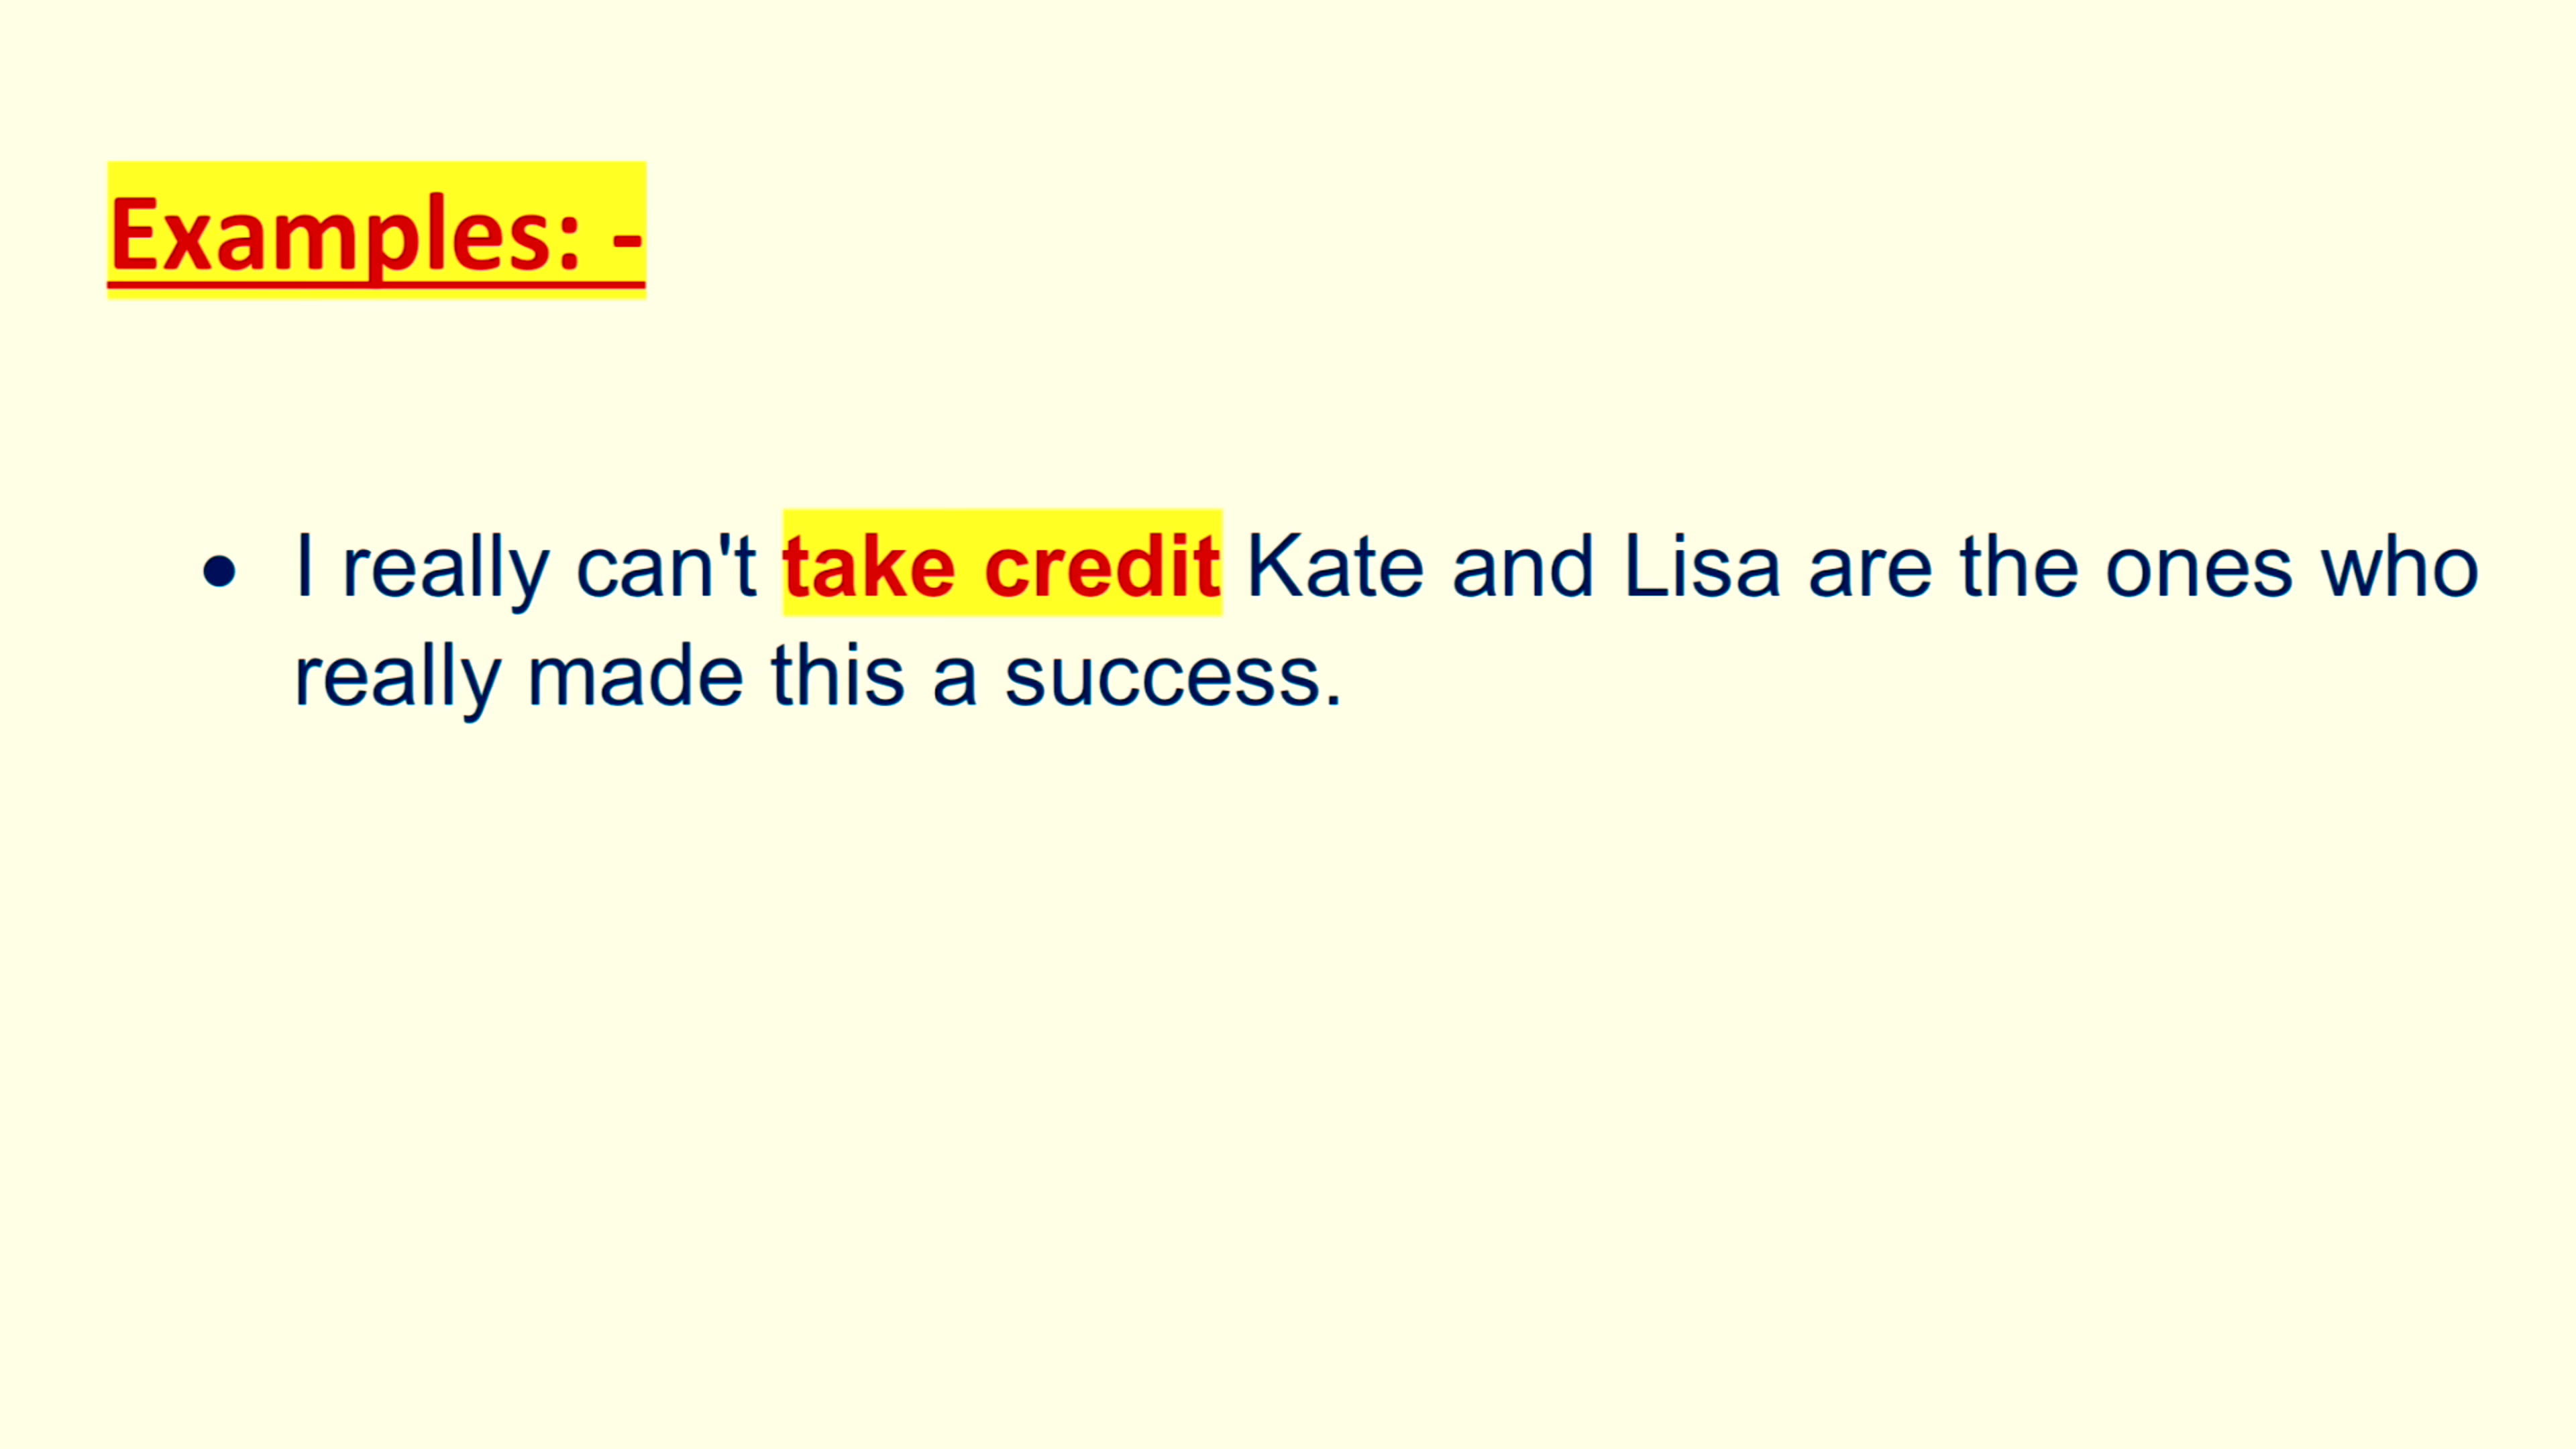 Examples: -
• I really can't take credit Kate and Lisa are the ones who
really made this a success.